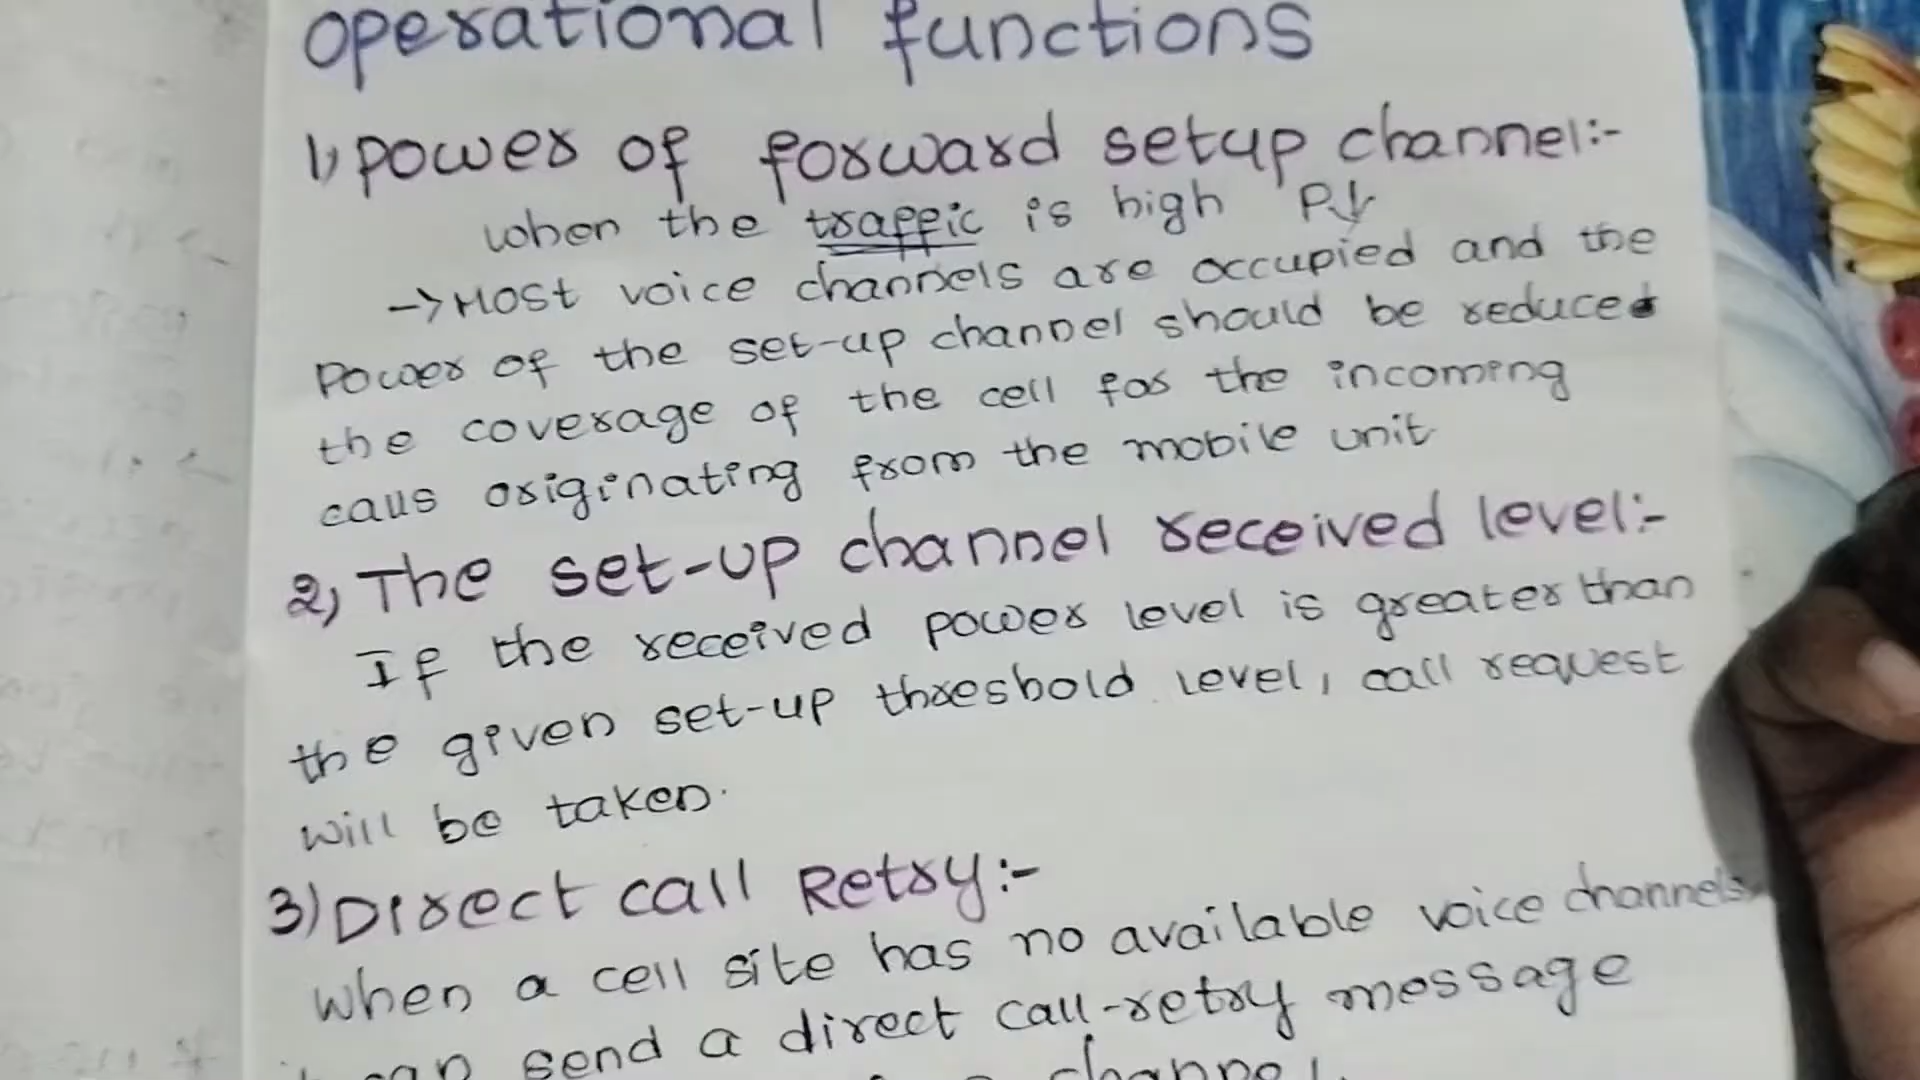 operational functions
1) power of forward setup channel:-
when the traffic is high P↓
→ Most voice channels are occupied and the
power of the set-up channel should be reduced
the coverage of the cell for the incoming
calls originating from the mobile unit
2) The set-up channel received level:-
If the received power level is greater than
the given set-up threshold level, call request
will be taken.
3) Direct call Retry:-
when a cell site has no available voice channels
send a direct call-retry message
channel